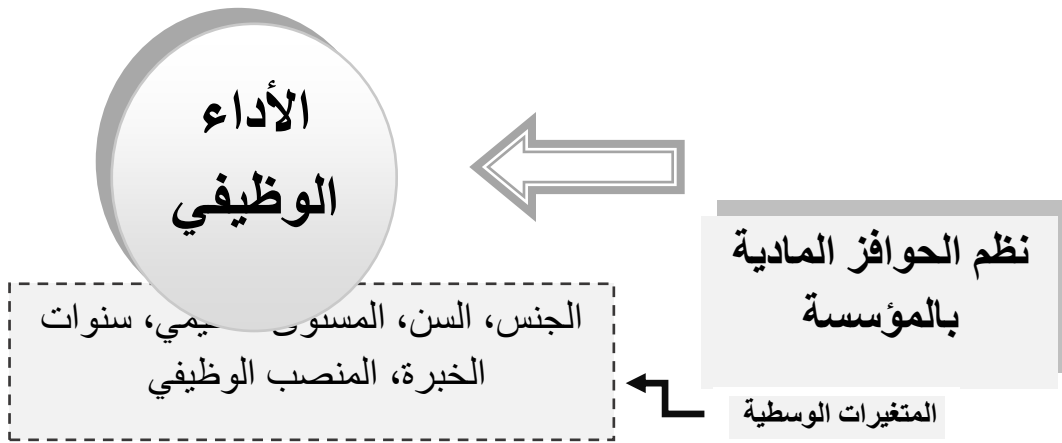 الأداء
الوظيفي
نظم الحوافز المادية
بالمؤسسة
الجنس، السن، المستوى سنوات
الخبرة، المنصب الوظيفي
المتغيرات الوسطية